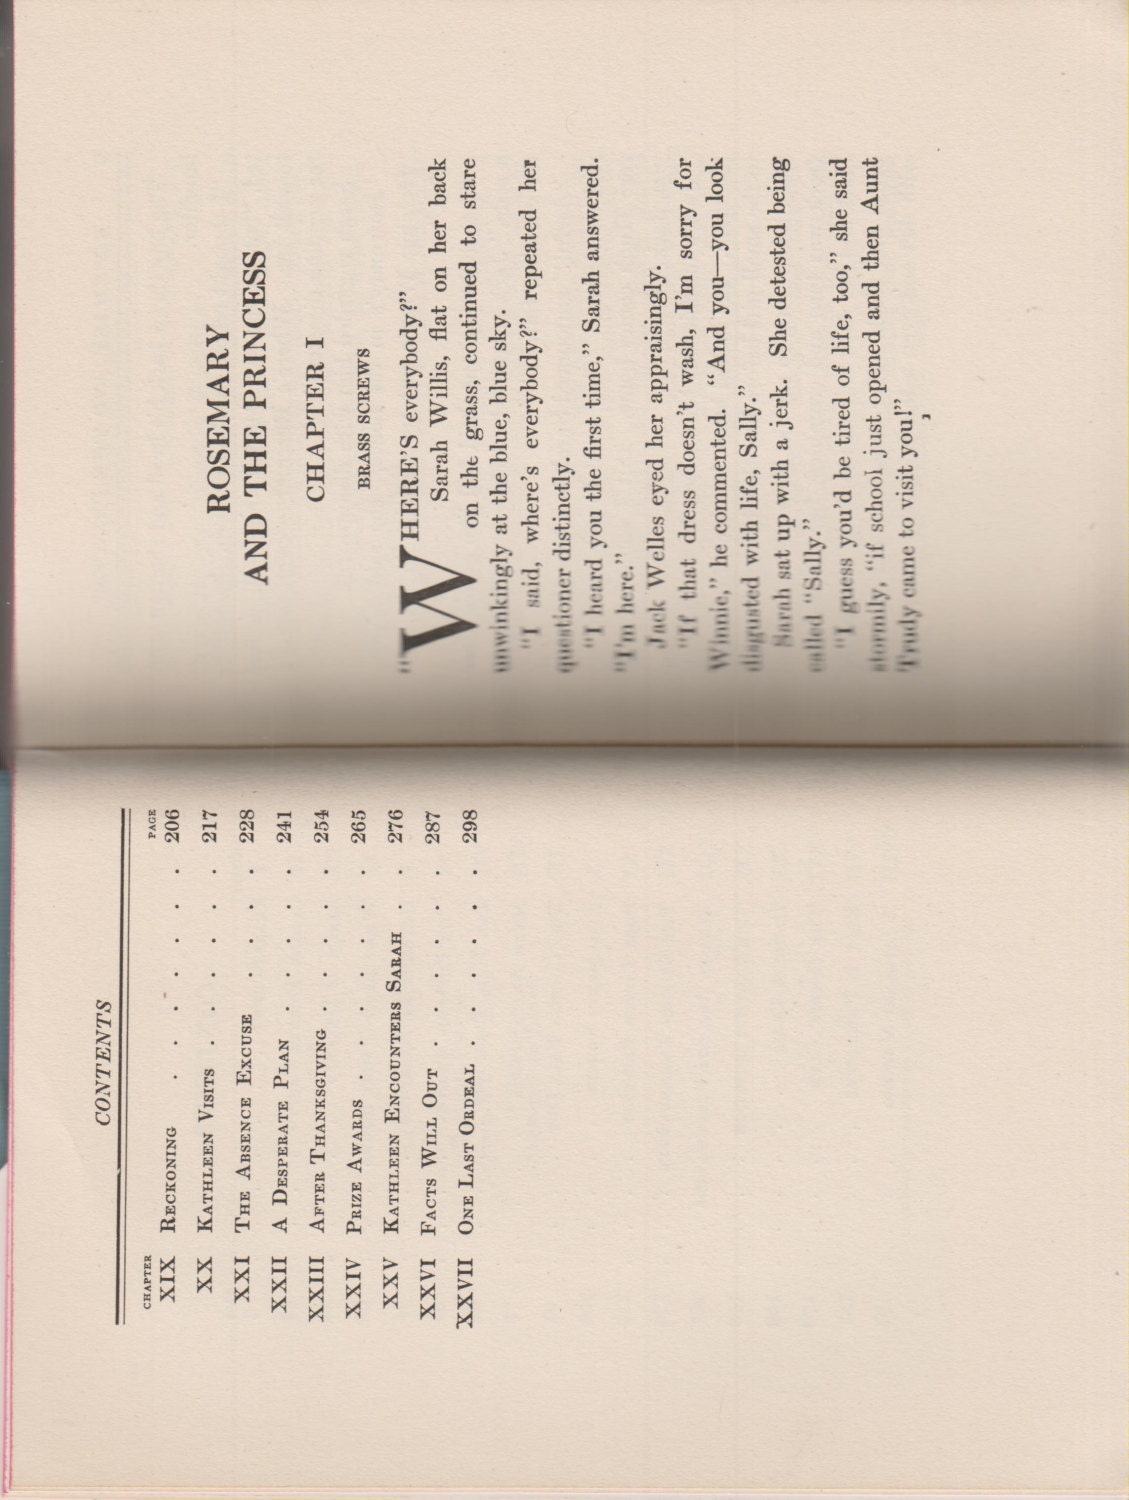 CONTENTS
CHAPTER PAGE
XIX RECKONING . . . . . . . 206
XX KATHLEEN VISITS . . . . . . 217
XXI THE ABSENCE EXCUSE . . . . 228
XXII A DESPERATE PLAN . . . . . 241
XXIII AFTER THANKSGIVING . . . . . 254
XXIV PRIZE AWARDS . . . . . . . 265
XXV KATHLEEN ENCOUNTERS SARAH . . 276
XXVI FACTS WILL OUT . . . . . . 287
XXVII ONE LAST ORDEAL . . . . . . 298
ROSEMARY
AND THE PRINCESS
CHAPTER I
BRASS SCREWS
"WHERE'S everybody?"
Sarah Willis, flat on her back
on the grass, continued to stare
unwinkingly at the blue, blue sky.
"I said, where's everybody?" repeated her
questioner distinctly.
"I heard you the first time," Sarah answered.
"I'm here."
Jack Welles eyed her appraisingly.
"If that dress doesn't wash, I'm sorry for
Winnie," he commented. "And you—you look
disgusted with life, Sally."
Sarah sat up with a jerk. She detested being
called "Sally."
"I guess you'd be tired of life, too," she said
stormily, "if school just opened and then Aunt
Trudy came to visit you!"